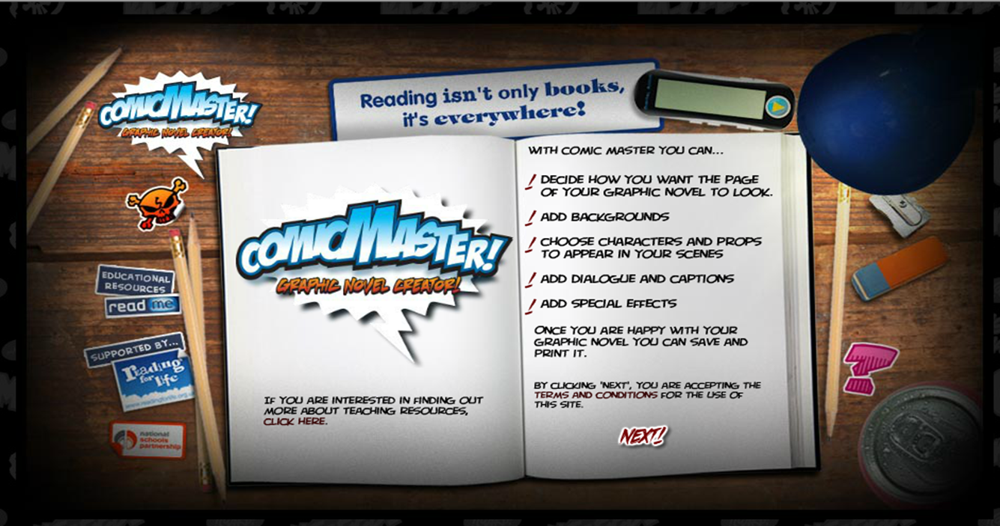 Reading isn't only books,
it's everywhere!
COMICMASTER!
GRAPHIC NOVEL CREATOR!
EDUCATIONAL
RESOURCES
read me
SUPPORTED BY...
reading
for life
www.readingforlife.org.uk
national
schools
partnership
COMICMASTER!
GRAPHIC NOVEL CREATOR!
IF YOU ARE INTERESTED IN FINDING OUT
MORE ABOUT TEACHING RESOURCES,
CLICK HERE.
WITH COMIC MASTER YOU CAN...
! DECIDE HOW YOU WANT THE PAGE
OF YOUR GRAPHIC NOVEL TO LOOK.
! ADD BACKGROUNDS
! CHOOSE CHARACTERS AND PROPS
TO APPEAR IN YOUR SCENES
! ADD DIALOGUE AND CAPTIONS
! ADD SPECIAL EFFECTS
ONCE YOU ARE HAPPY WITH YOUR
GRAPHIC NOVEL YOU CAN SAVE AND
PRINT IT.
BY CLICKING 'NEXT', YOU ARE ACCEPTING THE
TERMS AND CONDITIONS FOR THE USE OF
THIS SITE.
NEXT!